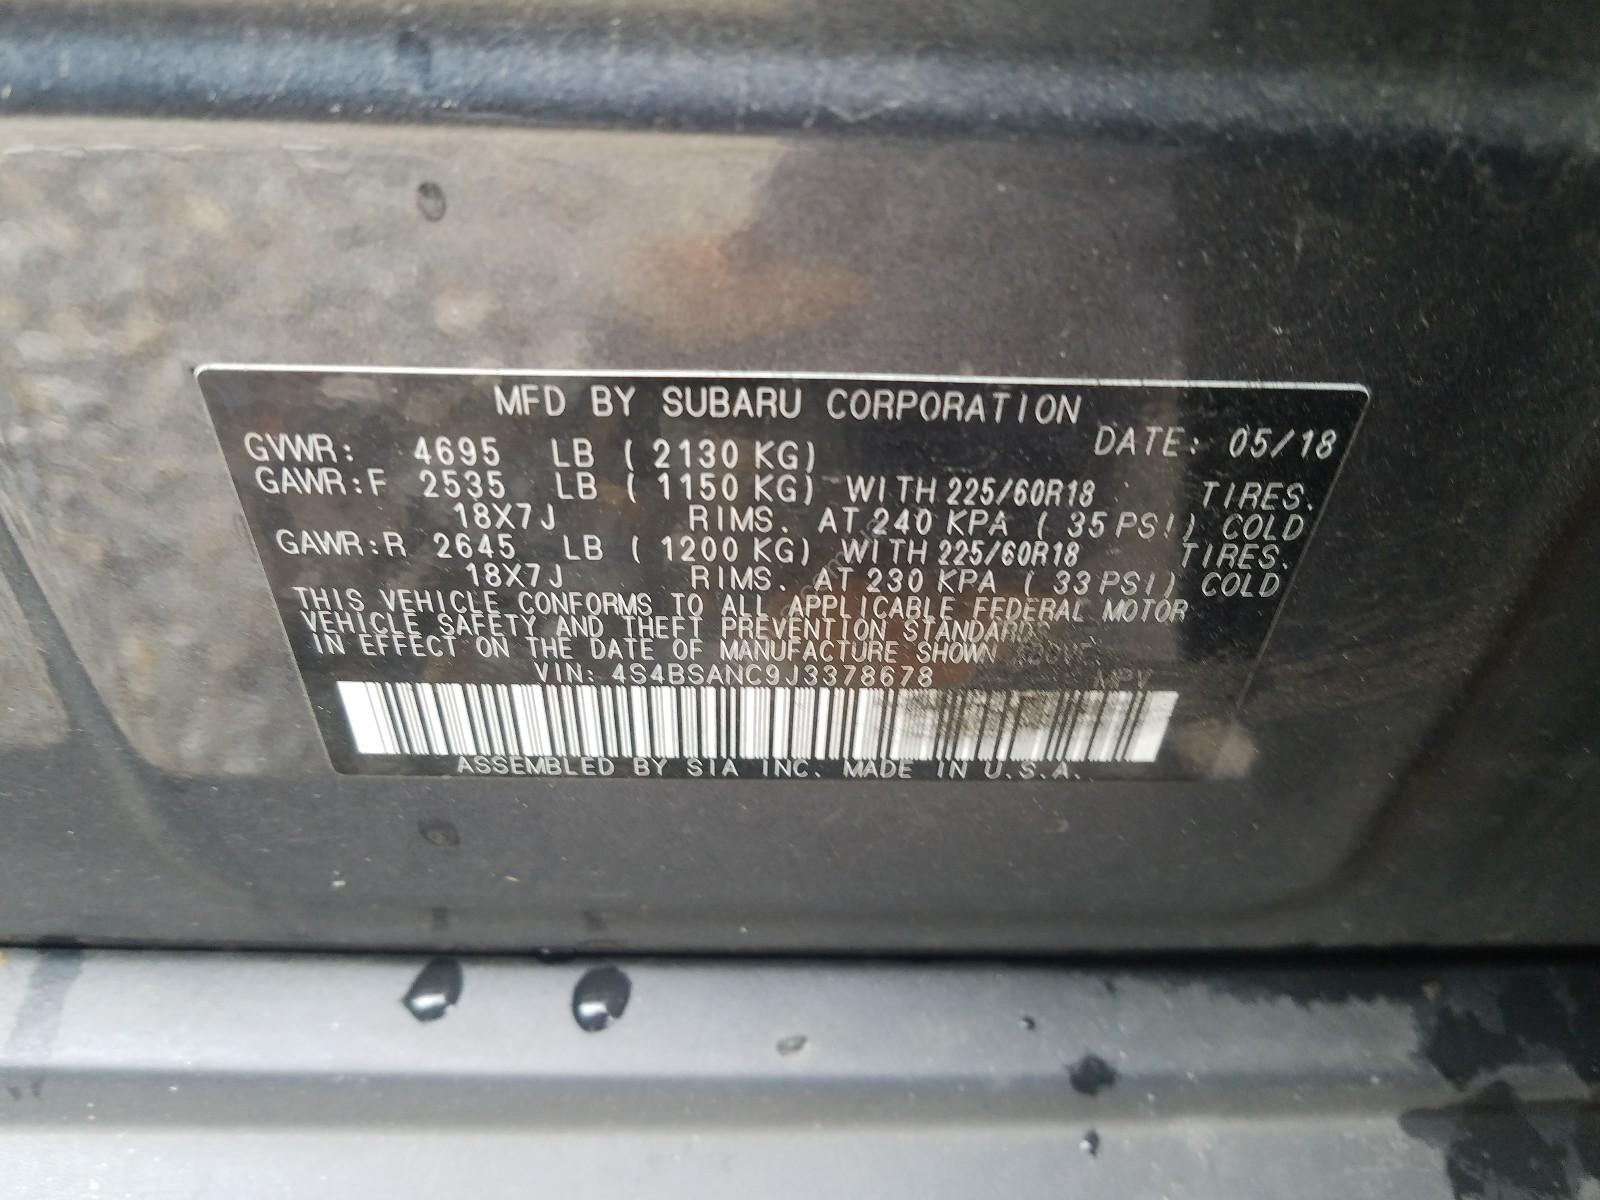 MFD BY SUBARU CORPORATION
DATE: 05/18
GVWR: 4695 LB ( 2130 KG)
GAWR:F 2535 LB ( 1150 KG) WITH 225/60R18 TIRES.
18X7J RIMS. AT 240 KPA ( 35 PSI) COLD
GAWR:R 2645 LB ( 1200 KG) WITH 225/60R18 TIRES.
18X7J RIMS. AT 230 KPA ( 33 PSI) COLD
THIS VEHICLE CONFORMS TO ALL APPLICABLE FEDERAL MOTOR
VEHICLE SAFETY AND THEFT PREVENTION STANDARDS
IN EFFECT ON THE DATE OF MANUFACTURE SHOWN ABOVE
VIN: 4S4BSANC9J3378678 MPV
ASSEMBLED BY SIA INC. MADE IN U.S.A.